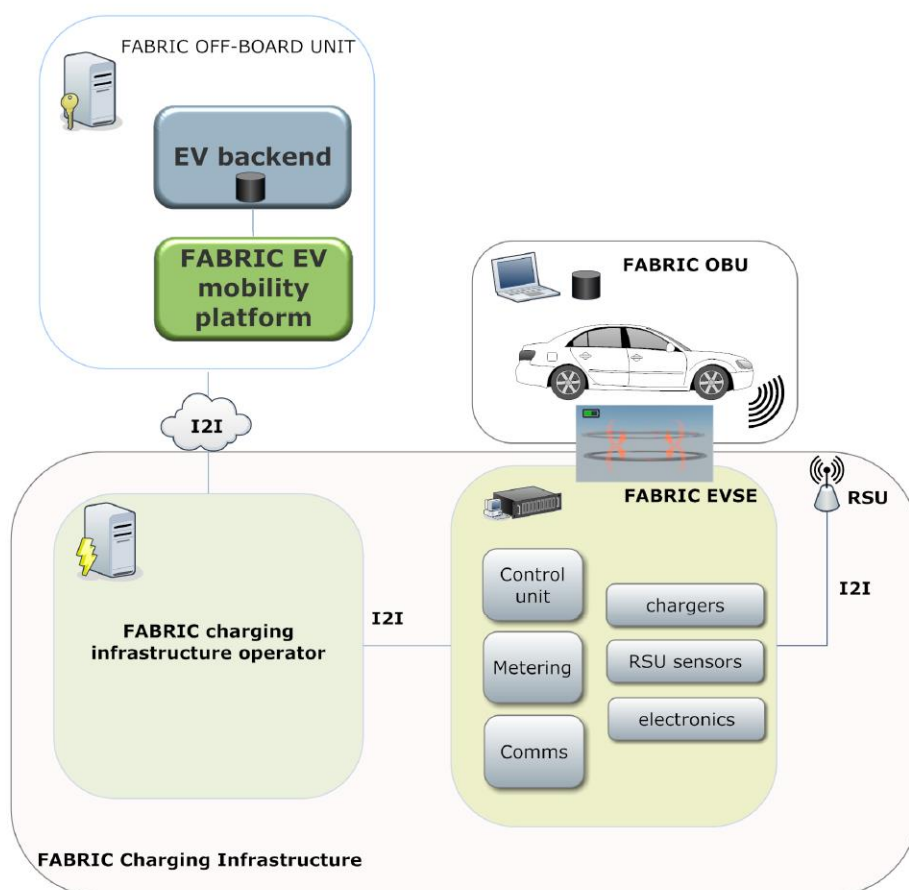 FABRIC OFF-BOARD UNIT
EV backend
FABRIC EV
mobility
platform
FABRIC OBU
I2I
FABRIC EVSE
RSU
Control
unit
chargers
I2I
I2I
FABRIC charging
infrastructure operator
Metering
RSU sensors
electronics
Comms
FABRIC Charging Infrastructure